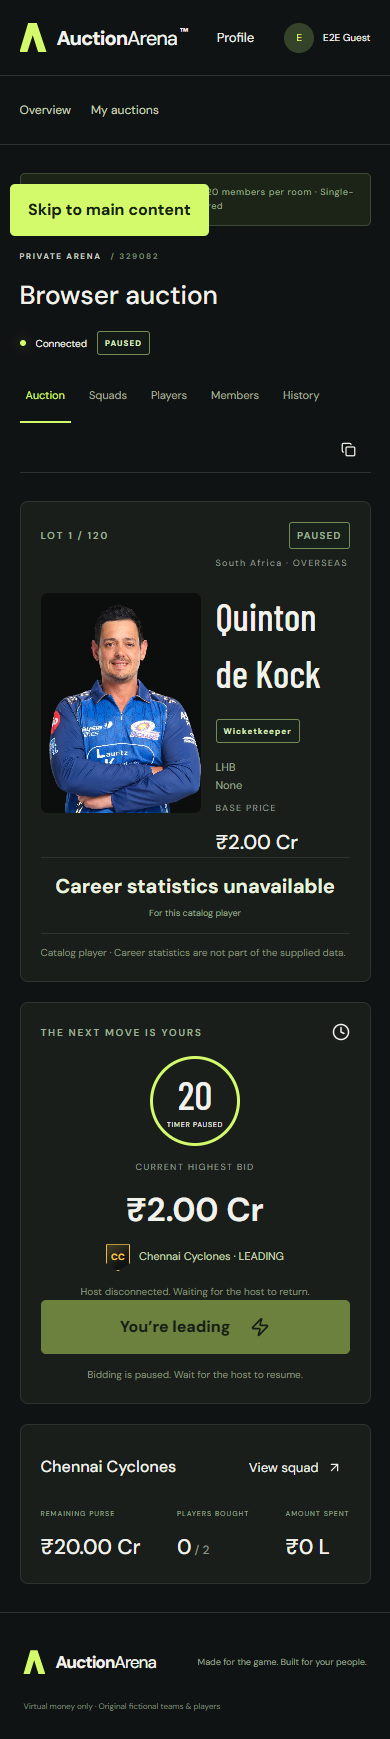 AuctionArena™ Profile E E2E Guest
Overview My auctions
20 members per room · Single-
Skip to main content
PRIVATE ARENA / 329082
Browser auction
Connected PAUSED
Auction Squads Players Members History
LOT 1 / 120 PAUSED
South Africa · OVERSEAS
Quinton
de Kock
Wicketkeeper
LHB
None
BASE PRICE
₹2.00 Cr
Career statistics unavailable
For this catalog player
Catalog player · Career statistics are not part of the supplied data.
THE NEXT MOVE IS YOURS
20
TIMER PAUSED
CURRENT HIGHEST BID
₹2.00 Cr
CC Chennai Cyclones · LEADING
Host disconnected. Waiting for the host to return.
You're leading
Bidding is paused. Wait for the host to resume.
Chennai Cyclones View squad
REMAINING PURSE PLAYERS BOUGHT AMOUNT SPENT
₹20.00 Cr 0 / 2 ₹0 L
AuctionArena Made for the game. Built for your people.
Virtual money only · Original fictional teams & players